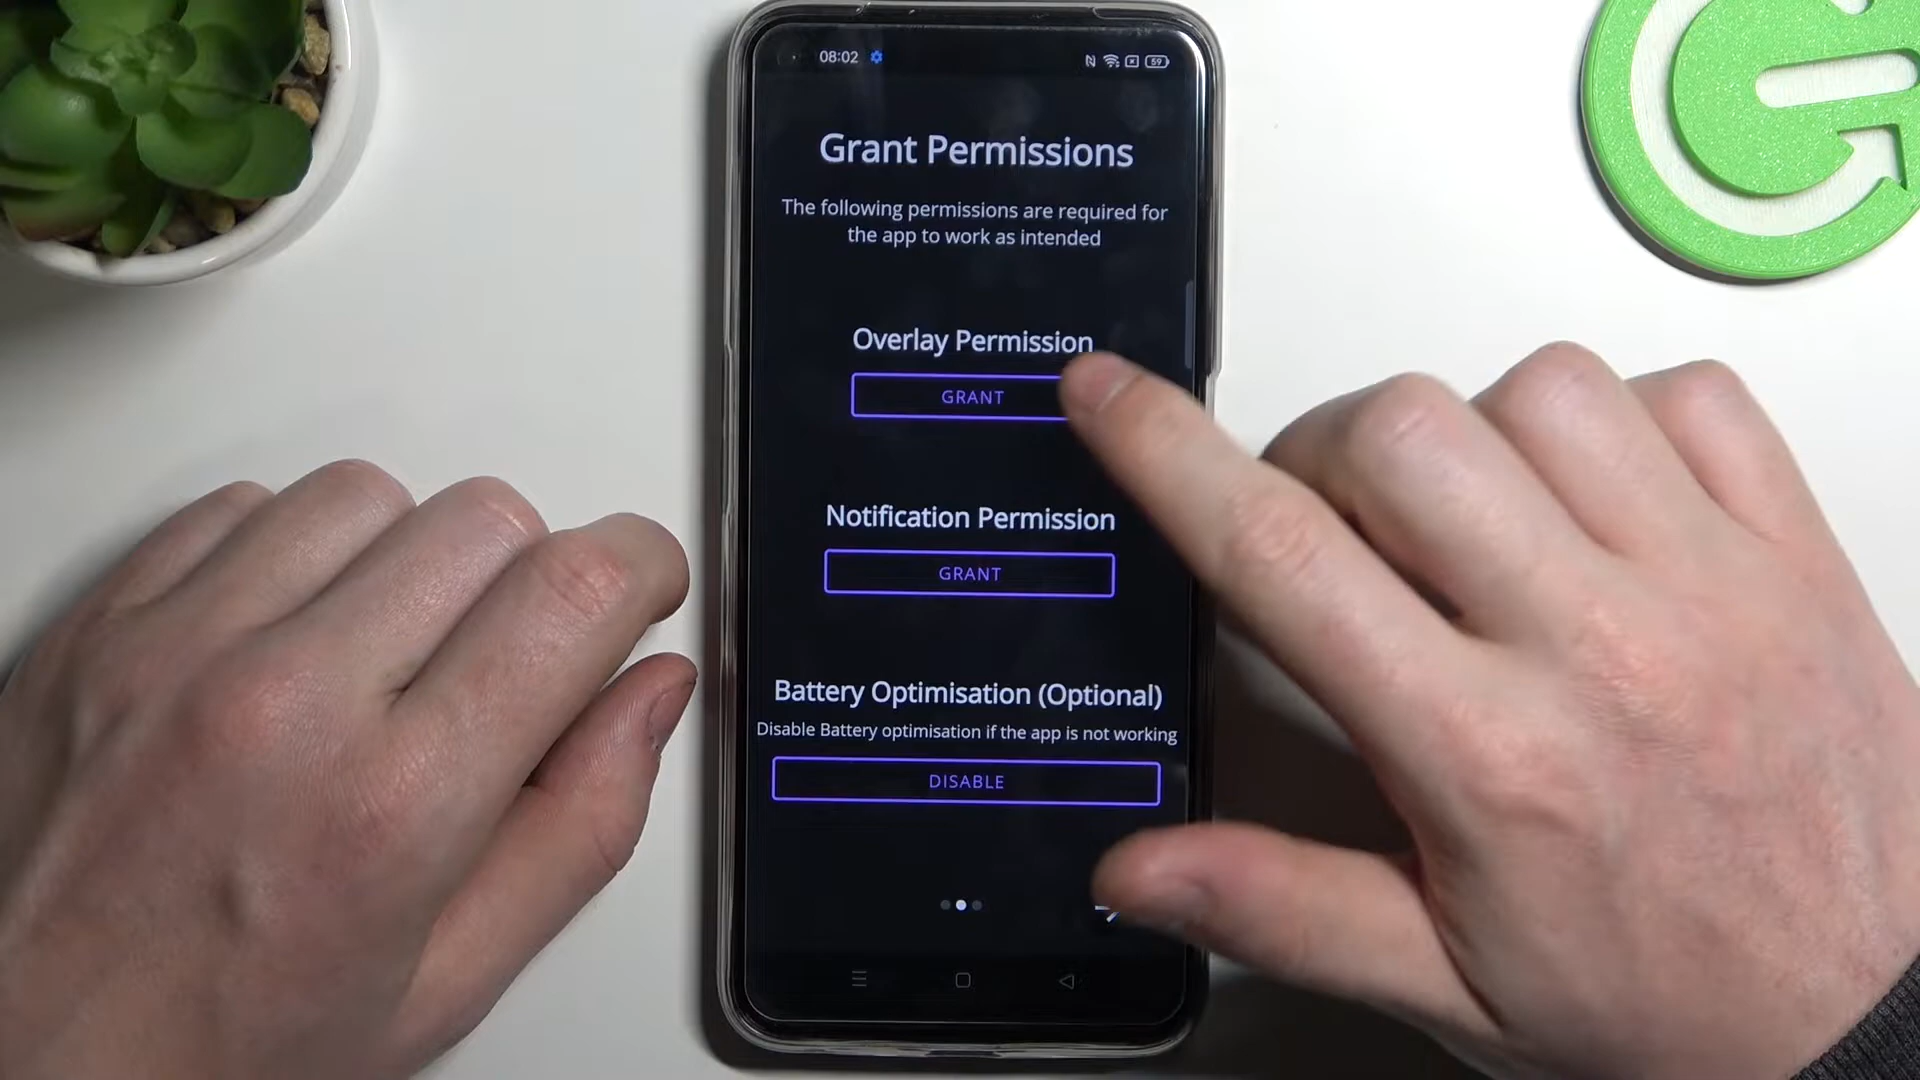 08:02
59
Grant Permissions
The following permissions are required for
the app to work as intended
Overlay Permission
GRANT
Notification Permission
GRANT
Battery Optimisation (Optional)
Disable Battery optimisation if the app is not working
DISABLE